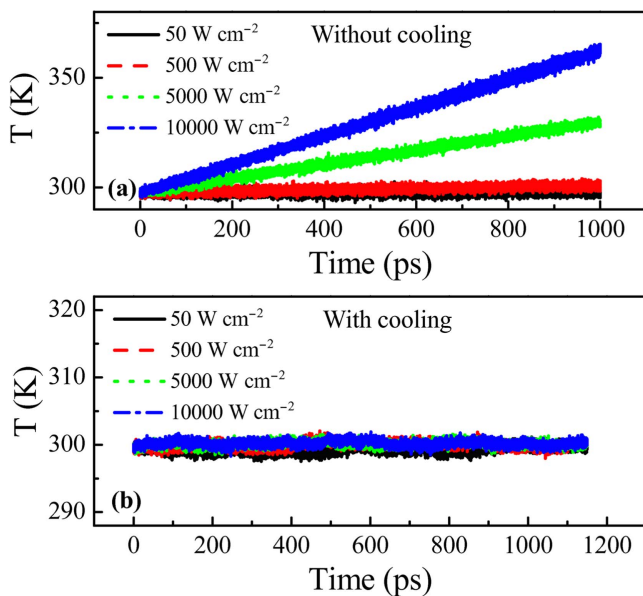 50 W cm⁻²
Without cooling
500 W cm⁻²
5000 W cm⁻²
10000 W cm⁻²
350
300
T (K)
(a)
0 200 400 600 800 1000
Time (ps)
50 W cm⁻²
With cooling
500 W cm⁻²
5000 W cm⁻²
10000 W cm⁻²
320
310
300
290
T (K)
(b)
0 200 400 600 800 1000 1200
Time (ps)